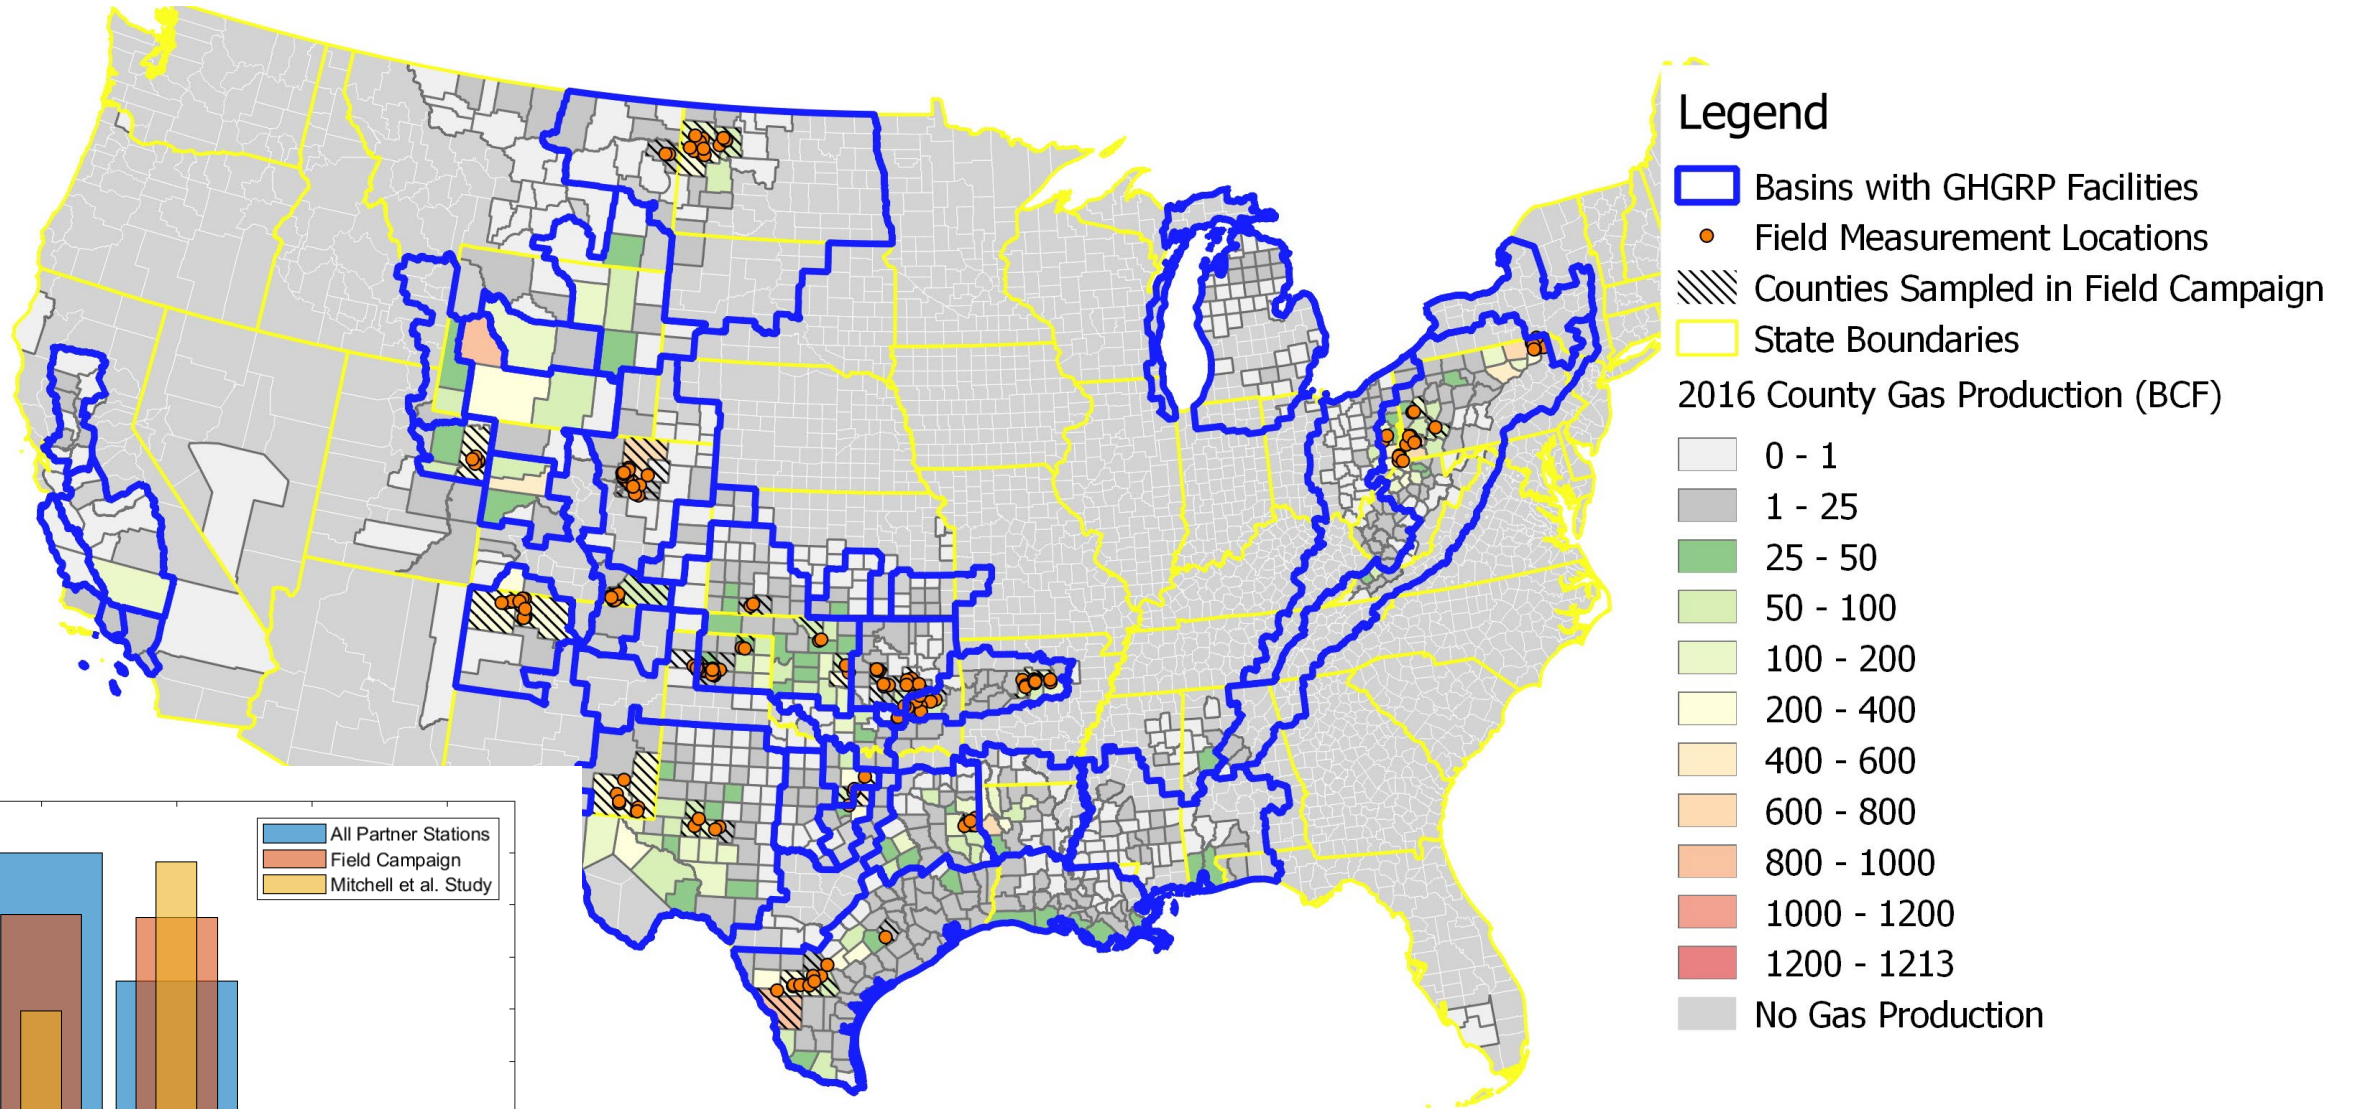 Legend
Basins with GHGRP Facilities
Field Measurement Locations
Counties Sampled in Field Campaign
State Boundaries
2016 County Gas Production (BCF)
0 - 1
1 - 25
25 - 50
50 - 100
100 - 200
200 - 400
400 - 600
600 - 800
800 - 1000
1000 - 1200
1200 - 1213
No Gas Production
All Partner Stations
Field Campaign
Mitchell et al. Study